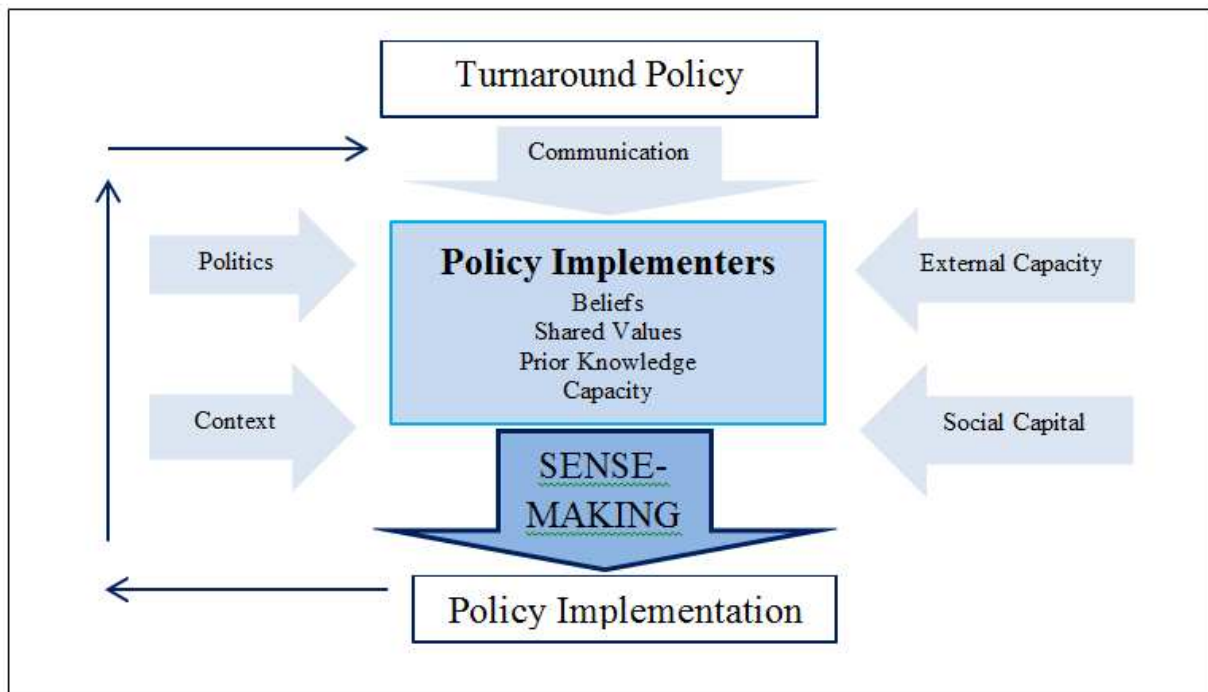 Turnaround Policy
Communication
Politics
Policy Implementers
Beliefs
Shared Values
Prior Knowledge
Capacity
External Capacity
Context
Social Capital
SENSE-
MAKING
Policy Implementation